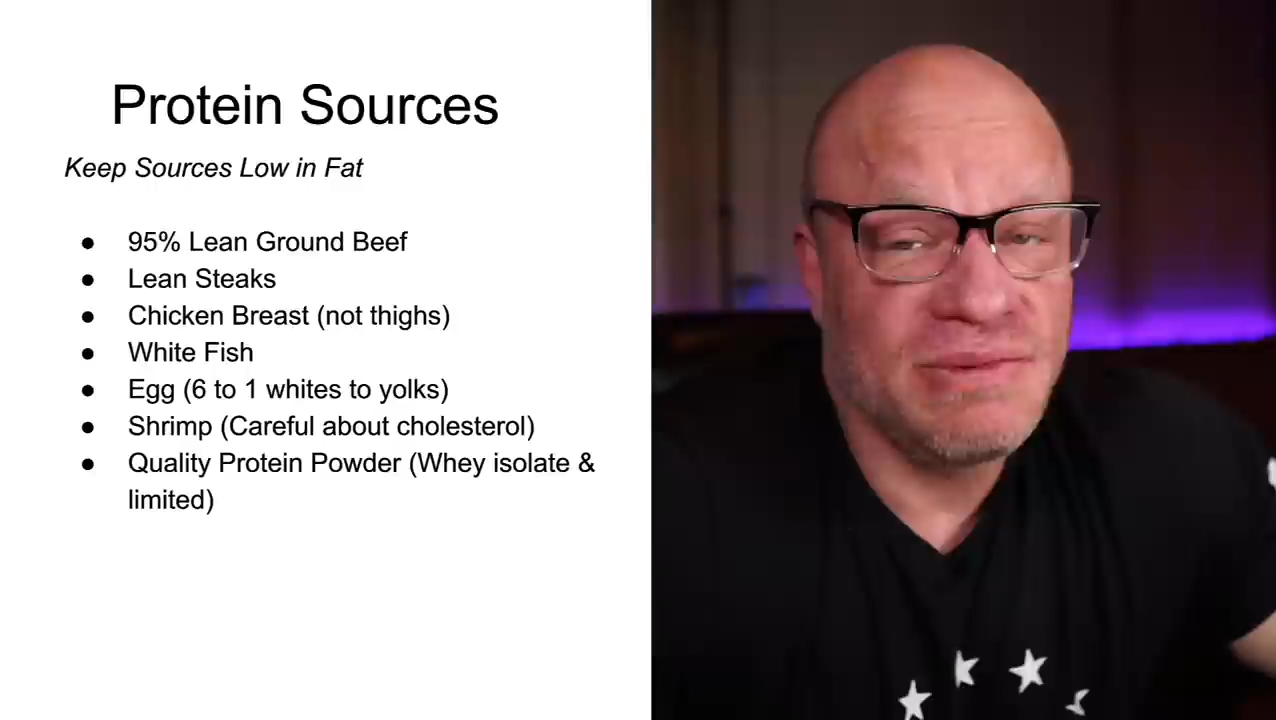 Protein Sources
Keep Sources Low in Fat
● 95% Lean Ground Beef
● Lean Steaks
● Chicken Breast (not thighs)
● White Fish
● Egg (6 to 1 whites to yolks)
● Shrimp (Careful about cholesterol)
● Quality Protein Powder (Whey isolate &
limited)